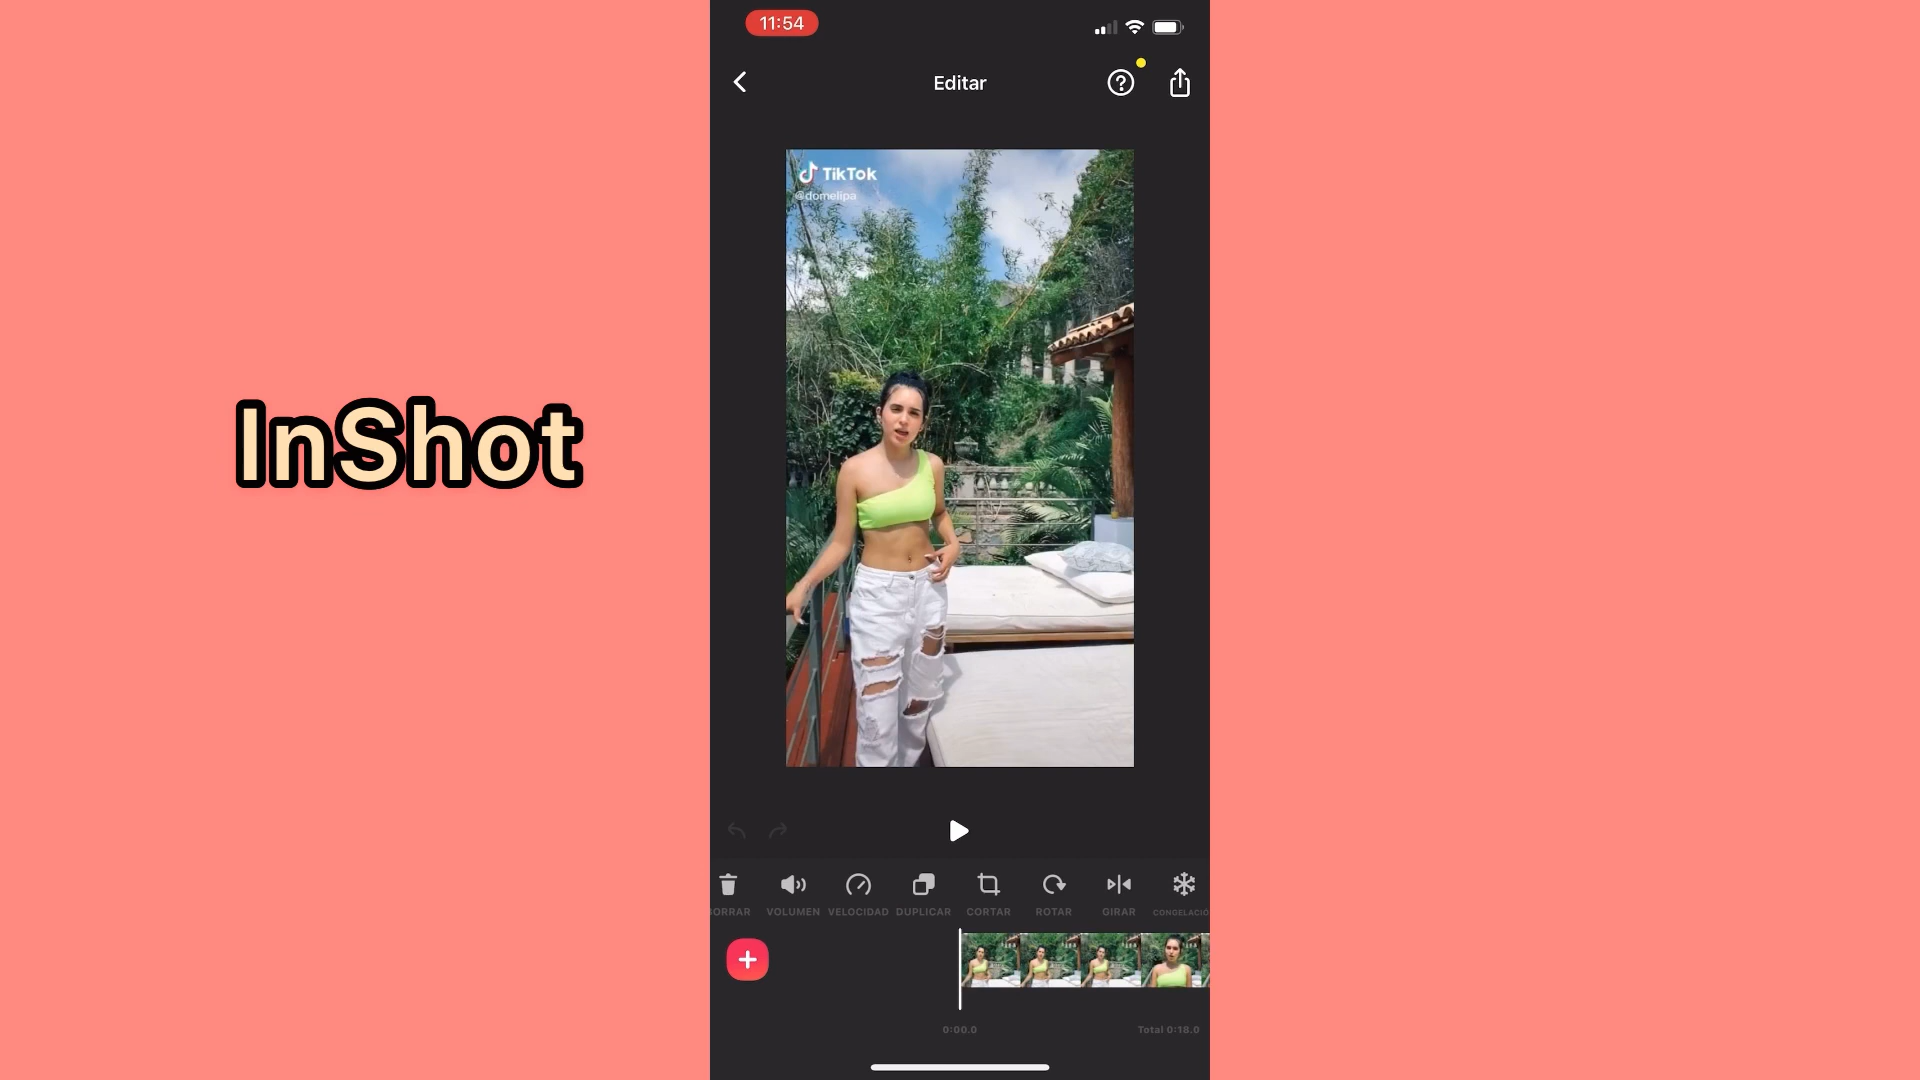 11:54
Editar
TikTok
@domelipa
InShot
BORRAR VOLUMEN VELOCIDAD DUPLICAR CORTAR ROTAR GIRAR CONGELACIÓ
0:00.0 Total 0:18.0